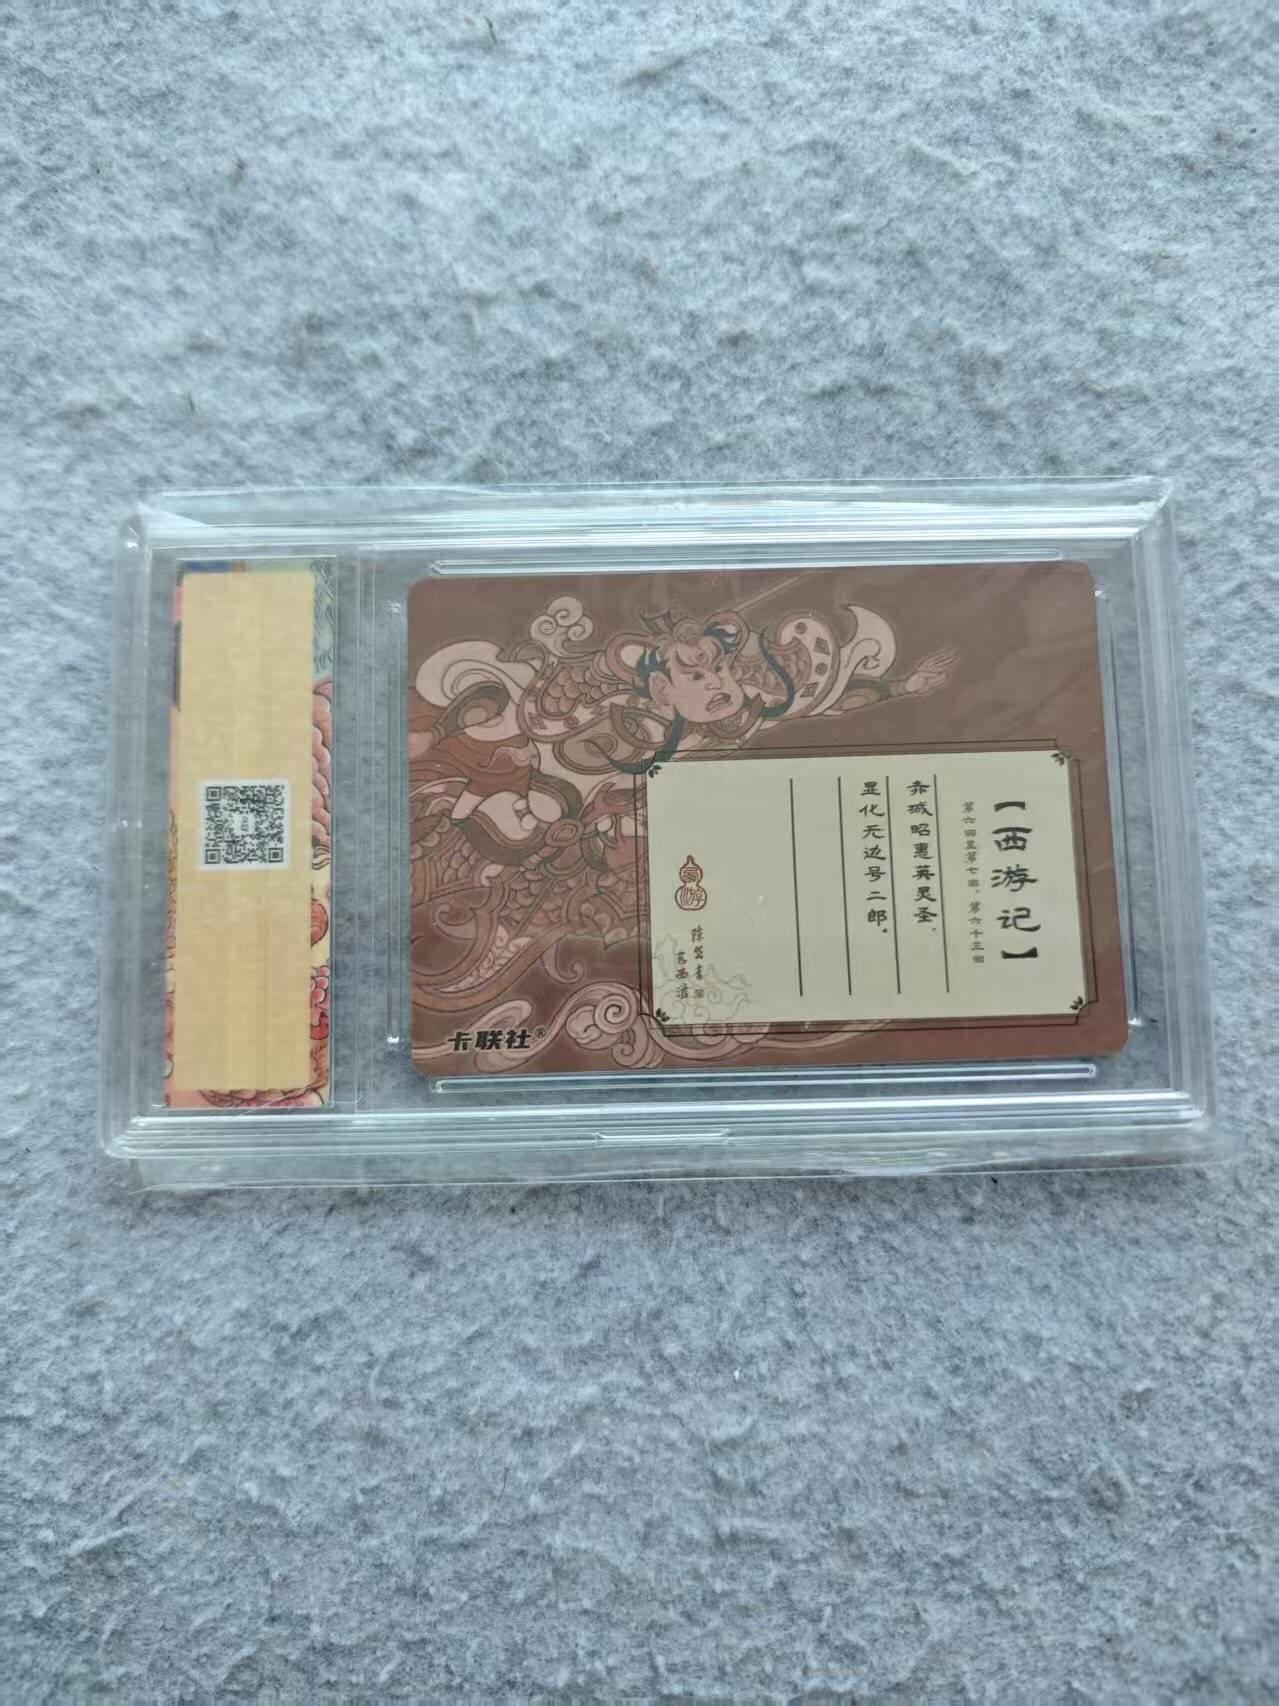 【西游记】
第六回至第七回，第六十三回
赤城昭惠英灵圣，
显化无边号二郎。
卡联社®